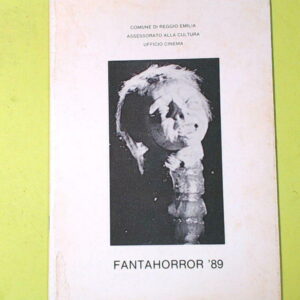 COMUNE DI REGGIO EMILIA
ASSESSORATO ALLA CULTURA
UFFICIO CINEMA
FANTAHORROR '89